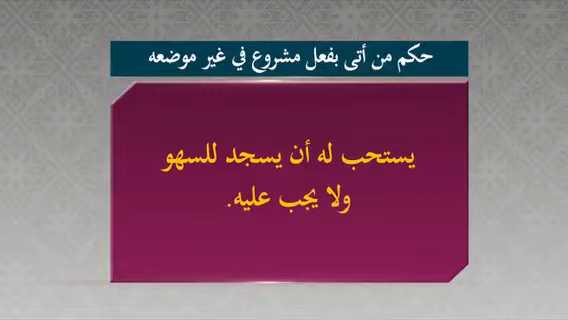 حكم من أتى بفعل مشروع في غير موضعه
يستحب له أن يسجد للسهو
ولا يجب عليه.